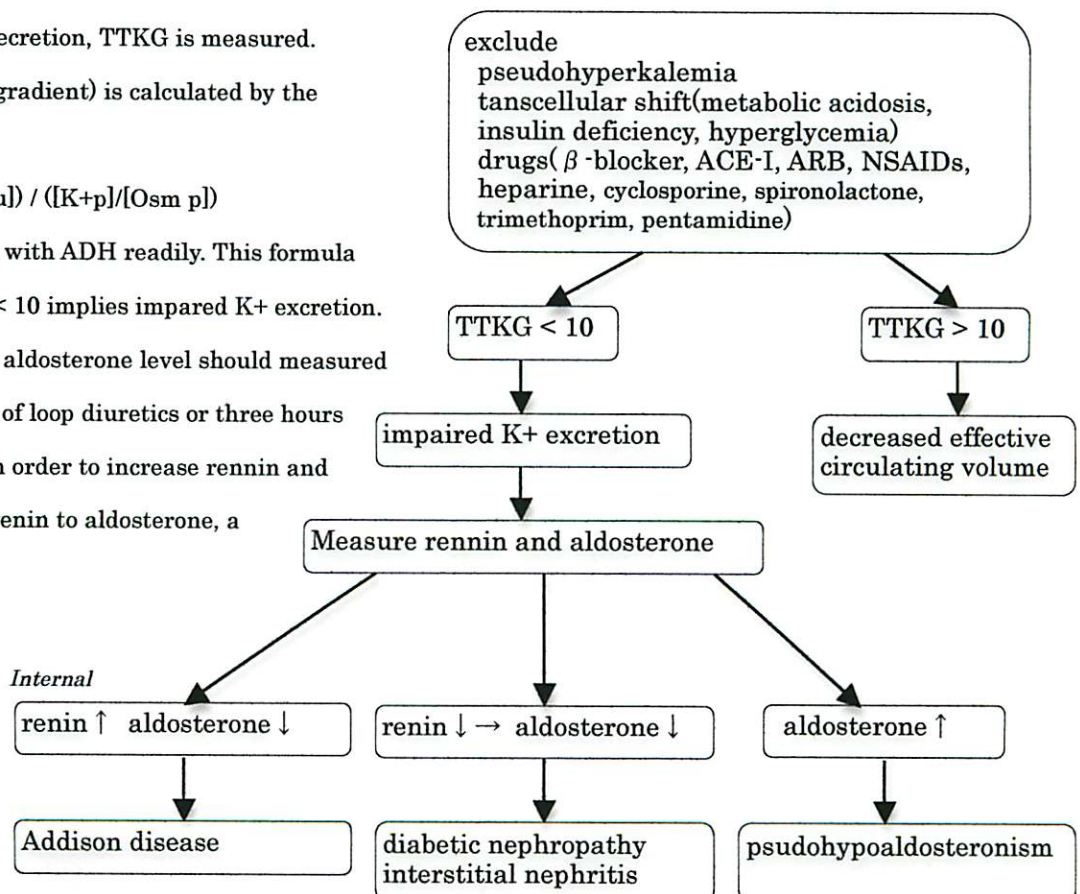 ecretion, TTKG is measured.
gradient) is calculated by the
u]) / ([K+p]/[Osm p])
with ADH readily. This formula
< 10 implies impared K+ excretion.
aldosterone level should measured
of loop diuretics or three hours
n order to increase rennin and
renin to aldosterone, a
exclude
pseudohyperkalemia
tanscellular shift(metabolic acidosis,
insulin deficiency, hyperglycemia)
drugs( β -blocker, ACE-I, ARB, NSAIDs,
heparine, cyclosporine, spironolactone,
trimethoprim, pentamidine)
TTKG < 10
TTKG > 10
impaired K+ excretion
decreased effective
circulating volume
Measure rennin and aldosterone
Internal
renin ↑ aldosterone ↓
renin ↓ → aldosterone ↓
aldosterone ↑
Addison disease
diabetic nephropathy
interstitial nephritis
psudohypoaldosteronism